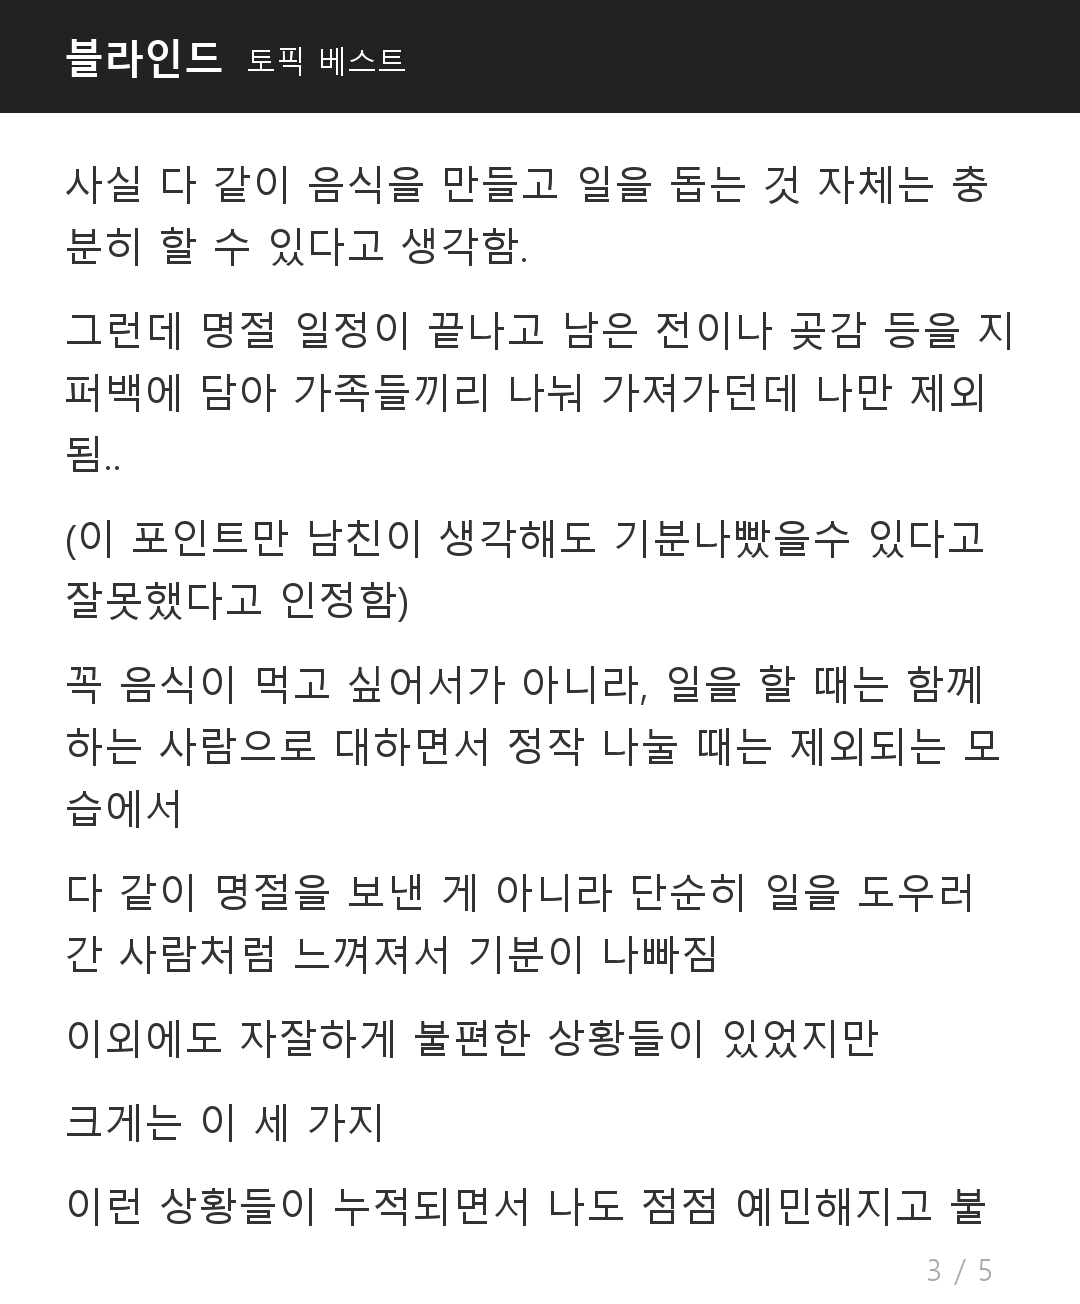 블라인드 토픽 베스트
사실 다 같이 음식을 만들고 일을 돕는 것 자체는 충
분히 할 수 있다고 생각함.
그런데 명절 일정이 끝나고 남은 전이나 곶감 등을 지
퍼백에 담아 가족들끼리 나눠 가져가던데 나만 제외
됨..
(이 포인트만 남친이 생각해도 기분나빴을수 있다고
잘못했다고 인정함)
꼭 음식이 먹고 싶어서가 아니라, 일을 할 때는 함께
하는 사람으로 대하면서 정작 나눌 때는 제외되는 모
습에서
다 같이 명절을 보낸 게 아니라 단순히 일을 도우러
간 사람처럼 느껴져서 기분이 나빠짐
이외에도 자잘하게 불편한 상황들이 있었지만
크게는 이 세 가지
이런 상황들이 누적되면서 나도 점점 예민해지고 불
3 / 5